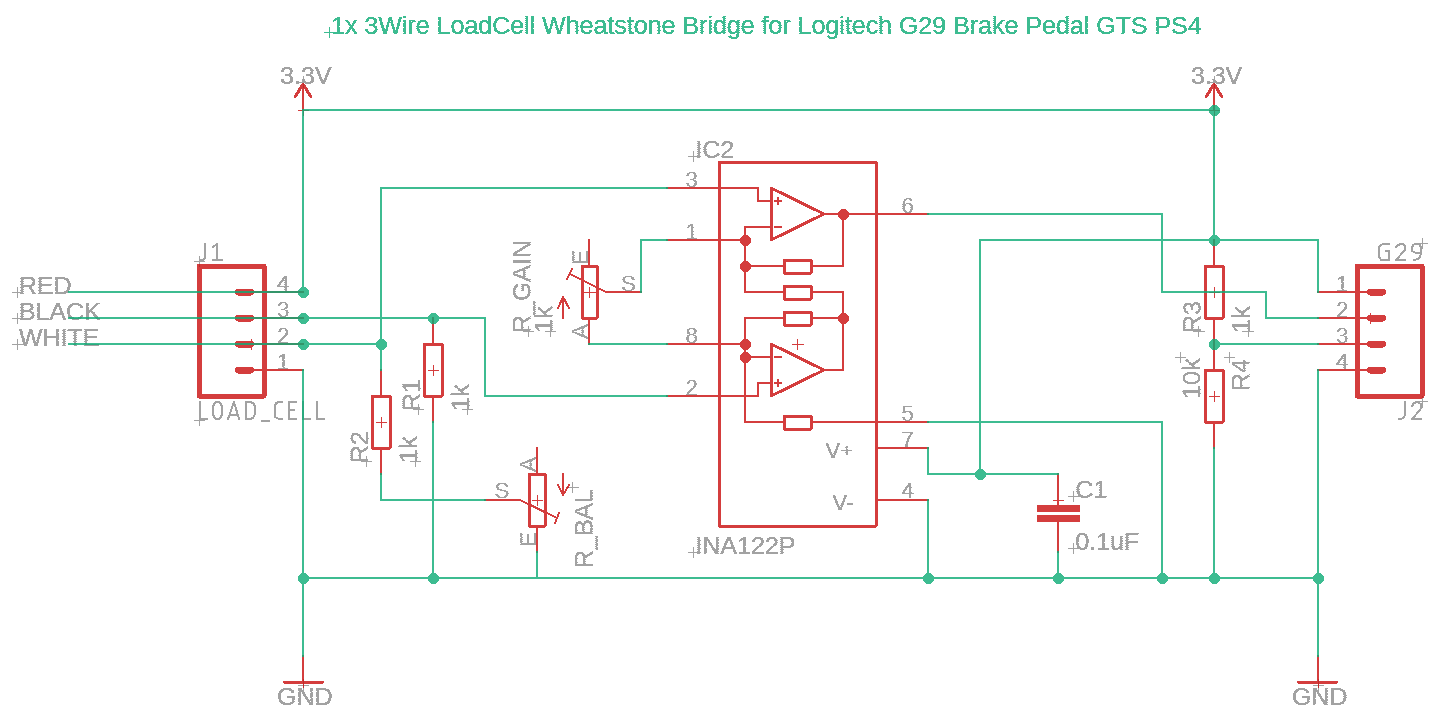 1x 3Wire LoadCell Wheatstone Bridge for Logitech G29 Brake Pedal GTS PS4
3.3V
3.3V
IC2
3
1
8
2
6
5
7
4
V+
V-
INA122P
J1
RED
BLACK
WHITE
4
3
2
1
LOAD_CELL
R_GAIN
1k
E
S
A
R1
1k
R2
1k
A
S
E
R_BAL
C1
0.1uF
R3
1k
10k
R4
G29
1
2
3
4
J2
GND
GND